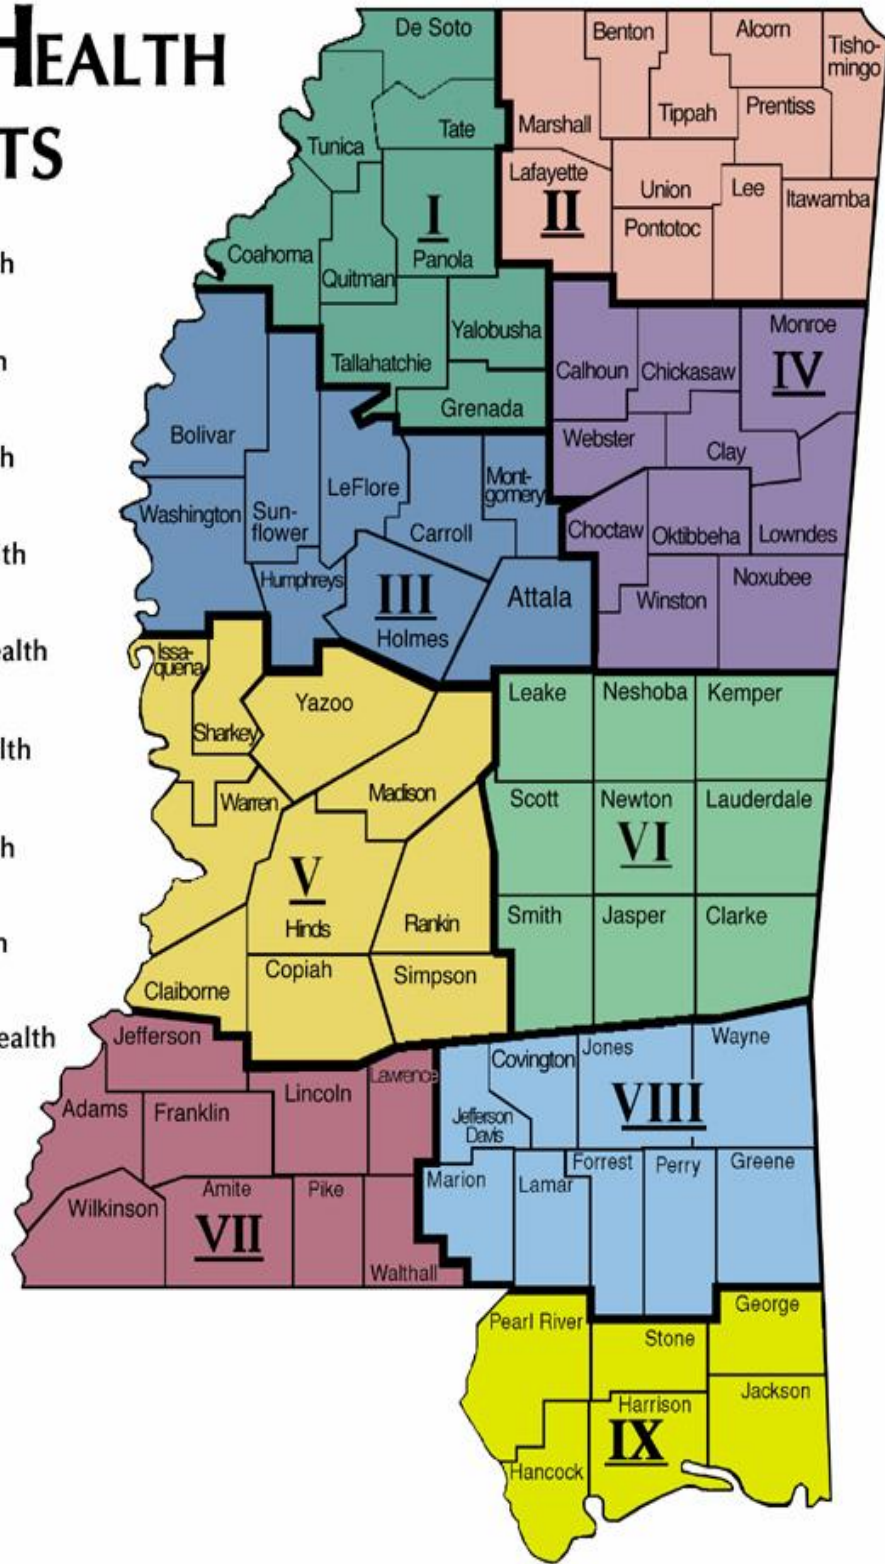 HEALTH
TS
h
h
h
th
ealth
lth
h
h
ealth
De Soto
Tunica
Tate
Coahoma
Quitman
I
Panola
Tallahatchie
Yalobusha
Grenada
Benton
Alcorn
Tisho-
mingo
Marshall
Tippah
Prentiss
Lafayette
II
Union
Lee
Itawamba
Pontotoc
Bolivar
Washington
Sun-
flower
LeFlore
Carroll
Mont-
gomery
Humphreys
III
Holmes
Attala
Monroe
IV
Calhoun
Chickasaw
Webster
Clay
Choctaw
Oktibbeha
Lowndes
Winston
Noxubee
Issa-
quena
Sharkey
Yazoo
Warren
Madison
V
Hinds
Rankin
Claiborne
Copiah
Simpson
Leake
Neshoba
Kemper
Scott
Newton
Lauderdale
VI
Smith
Jasper
Clarke
Jefferson
Adams
Franklin
Lincoln
Lawrence
Wilkinson
Amite
Pike
VII
Walthall
Covington
Jones
Wayne
Jefferson
Davis
VIII
Marion
Lamar
Forrest
Perry
Greene
Pearl River
Stone
George
Harrison
Jackson
IX
Hancock